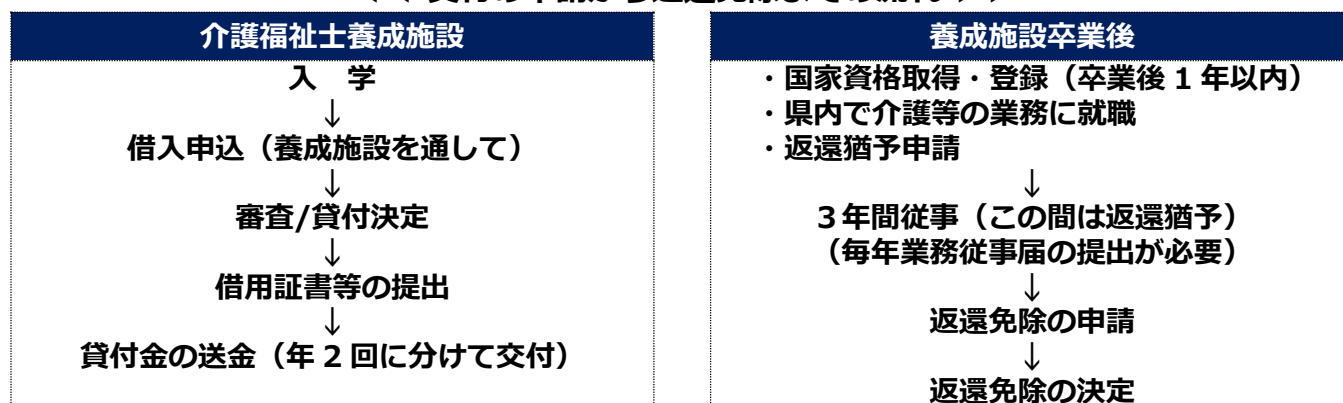 介護福祉士養成施設
入　学
↓
借入申込（養成施設を通して）
↓
審査/貸付決定
↓
借用証書等の提出
↓
貸付金の送金（年２回に分けて交付）
養成施設卒業後
・国家資格取得・登録（卒業後１年以内）
・県内で介護等の業務に就職
・返還猶予申請
↓
３年間従事（この間は返還猶予）
（毎年業務従事届の提出が必要）
↓
返還免除の申請
↓
返還免除の決定